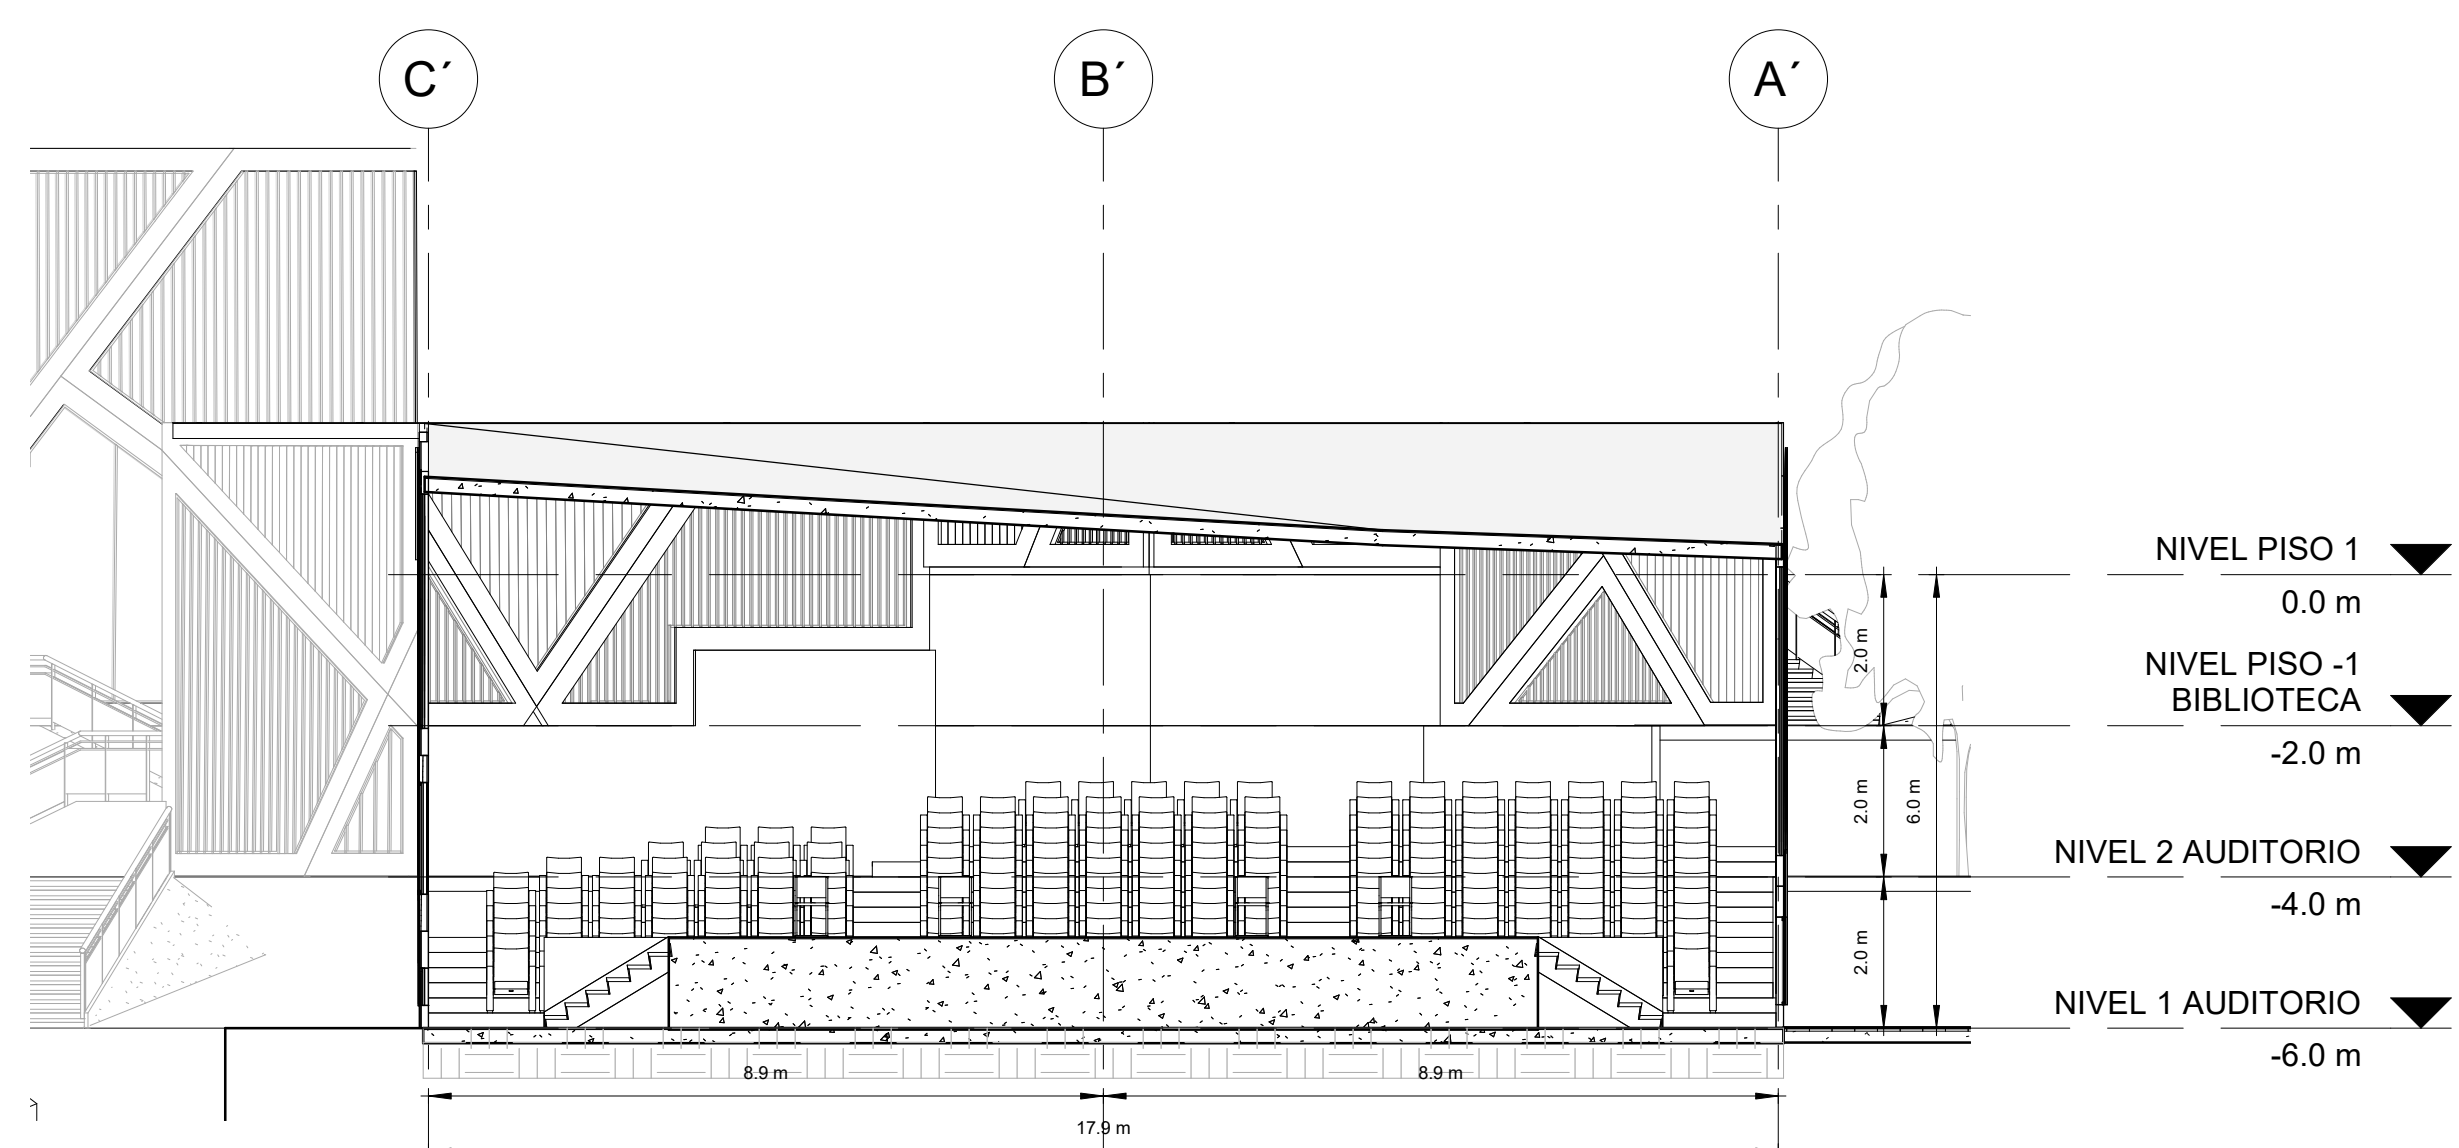 C´
B´
A´
NIVEL PISO 1
0.0 m
2.0 m
NIVEL PISO -1
BIBLIOTECA
-2.0 m
2.0 m
6.0 m
NIVEL 2 AUDITORIO
-4.0 m
2.0 m
NIVEL 1 AUDITORIO
-6.0 m
8.9 m
8.9 m
17.9 m